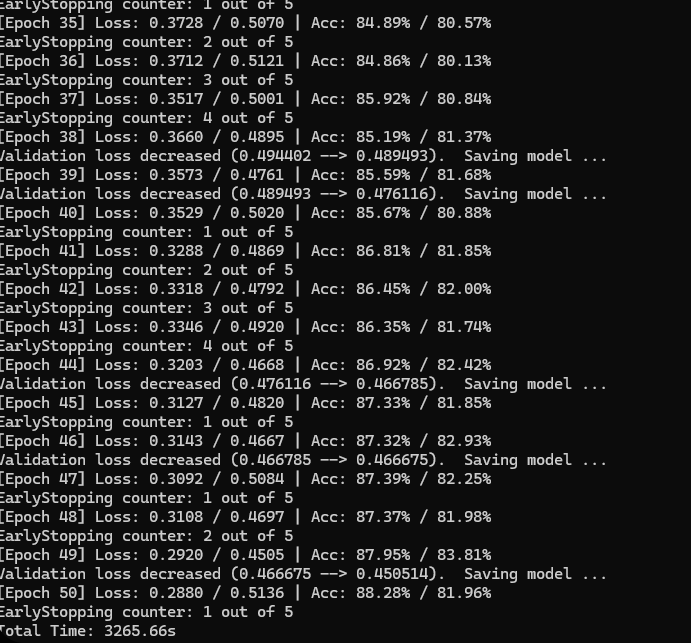 EarlyStopping counter: 1 out of 5
[Epoch 35] Loss: 0.3728 / 0.5070 | Acc: 84.89% / 80.57%
EarlyStopping counter: 2 out of 5
[Epoch 36] Loss: 0.3712 / 0.5121 | Acc: 84.86% / 80.13%
EarlyStopping counter: 3 out of 5
[Epoch 37] Loss: 0.3517 / 0.5001 | Acc: 85.92% / 80.84%
EarlyStopping counter: 4 out of 5
[Epoch 38] Loss: 0.3660 / 0.4895 | Acc: 85.19% / 81.37%
Validation loss decreased (0.494402 --> 0.489493).  Saving model ...
[Epoch 39] Loss: 0.3573 / 0.4761 | Acc: 85.59% / 81.68%
Validation loss decreased (0.489493 --> 0.476116).  Saving model ...
[Epoch 40] Loss: 0.3529 / 0.5020 | Acc: 85.67% / 80.88%
EarlyStopping counter: 1 out of 5
[Epoch 41] Loss: 0.3288 / 0.4869 | Acc: 86.81% / 81.85%
EarlyStopping counter: 2 out of 5
[Epoch 42] Loss: 0.3318 / 0.4792 | Acc: 86.45% / 82.00%
EarlyStopping counter: 3 out of 5
[Epoch 43] Loss: 0.3346 / 0.4920 | Acc: 86.35% / 81.74%
EarlyStopping counter: 4 out of 5
[Epoch 44] Loss: 0.3203 / 0.4668 | Acc: 86.92% / 82.42%
Validation loss decreased (0.476116 --> 0.466785).  Saving model ...
[Epoch 45] Loss: 0.3127 / 0.4820 | Acc: 87.33% / 81.85%
EarlyStopping counter: 1 out of 5
[Epoch 46] Loss: 0.3143 / 0.4667 | Acc: 87.32% / 82.93%
Validation loss decreased (0.466785 --> 0.466675).  Saving model ...
[Epoch 47] Loss: 0.3092 / 0.5084 | Acc: 87.39% / 82.25%
EarlyStopping counter: 1 out of 5
[Epoch 48] Loss: 0.3108 / 0.4697 | Acc: 87.37% / 81.98%
EarlyStopping counter: 2 out of 5
[Epoch 49] Loss: 0.2920 / 0.4505 | Acc: 87.95% / 83.81%
Validation loss decreased (0.466675 --> 0.450514).  Saving model ...
[Epoch 50] Loss: 0.2880 / 0.5136 | Acc: 88.28% / 81.96%
EarlyStopping counter: 1 out of 5
Total Time: 3265.66s